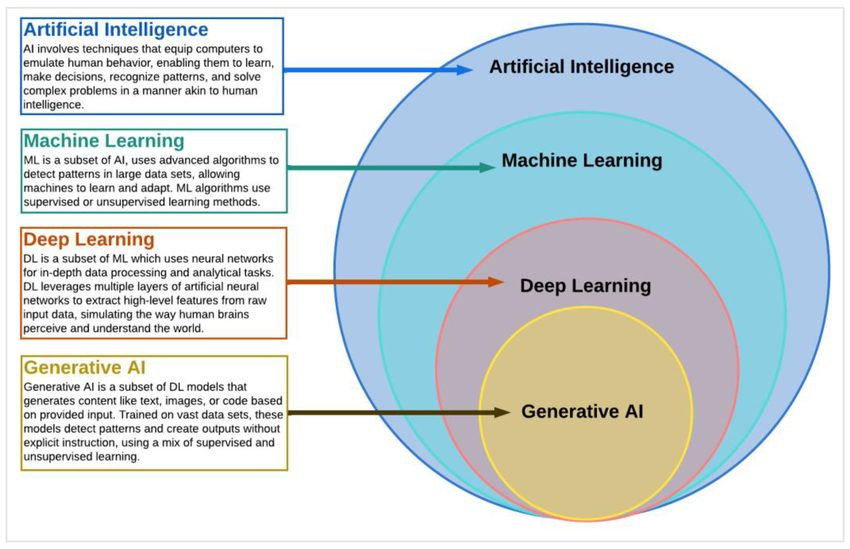 Artificial Intelligence
AI involves techniques that equip computers to
emulate human behavior, enabling them to learn,
make decisions, recognize patterns, and solve
complex problems in a manner akin to human
intelligence.
Machine Learning
ML is a subset of AI, uses advanced algorithms to
detect patterns in large data sets, allowing
machines to learn and adapt. ML algorithms use
supervised or unsupervised learning methods.
Deep Learning
DL is a subset of ML which uses neural networks
for in-depth data processing and analytical tasks.
DL leverages multiple layers of artificial neural
networks to extract high-level features from raw
input data, simulating the way human brains
perceive and understand the world.
Generative AI
Generative AI is a subset of DL models that
generates content like text, images, or code based
on provided input. Trained on vast data sets, these
models detect patterns and create outputs without
explicit instruction, using a mix of supervised and
unsupervised learning.
Artificial Intelligence
Machine Learning
Deep Learning
Generative AI